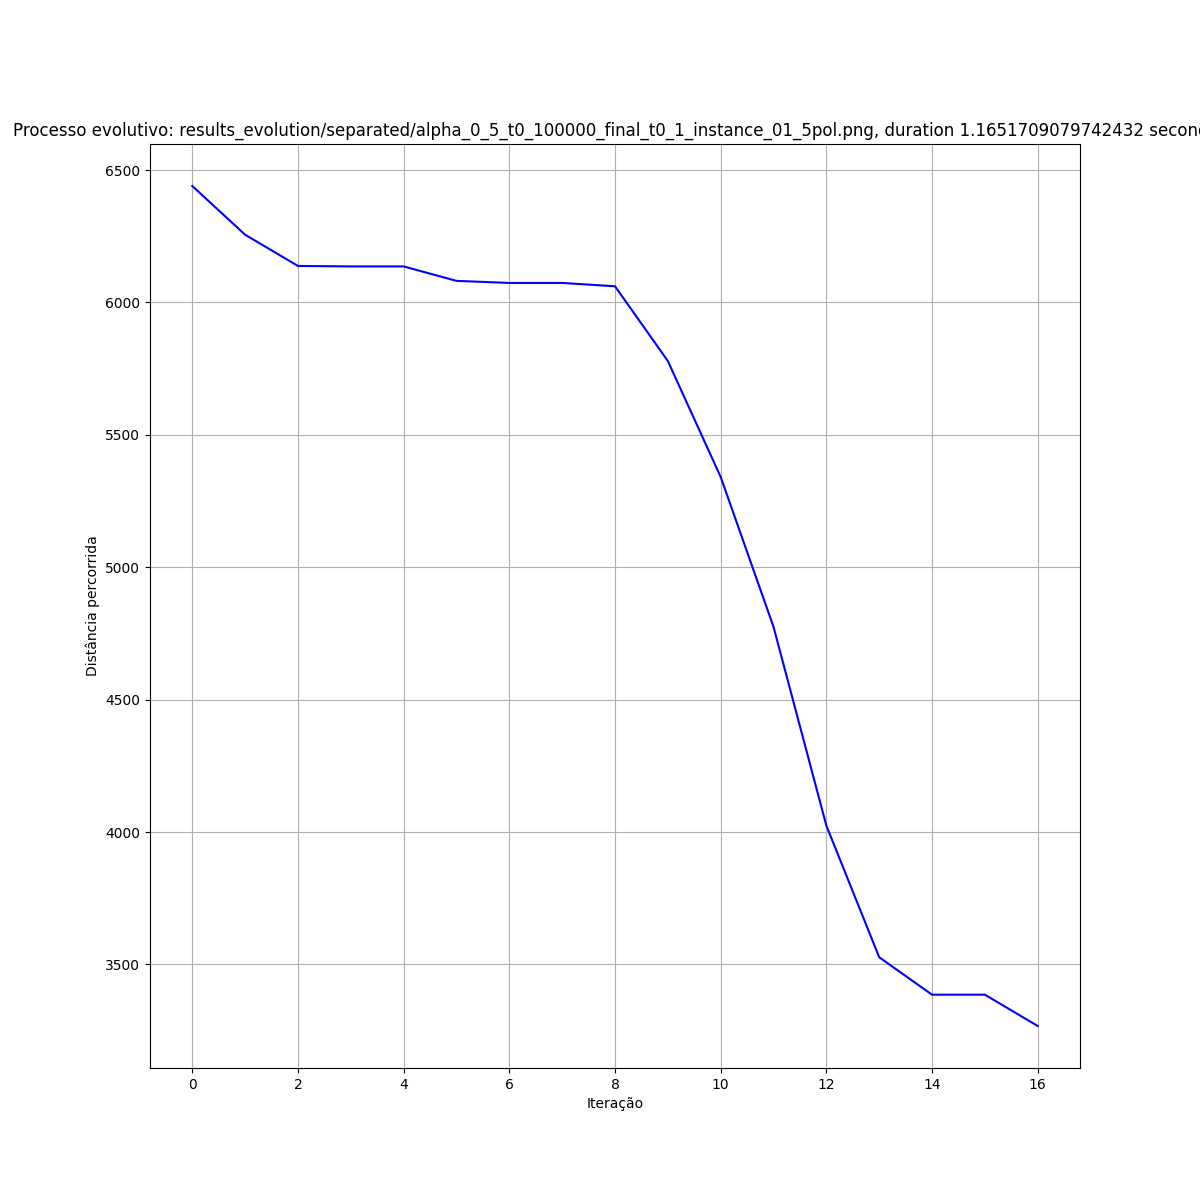 Processo evolutivo: results_evolution/separated/alpha_0_5_t0_100000_final_t0_1_instance_01_5pol.png, duration 1.1651709079742432
6500
6000
5500
5000
4500
4000
3500
Distância percorrida
0 2 4 6 8 10 12 14 16
Iteração